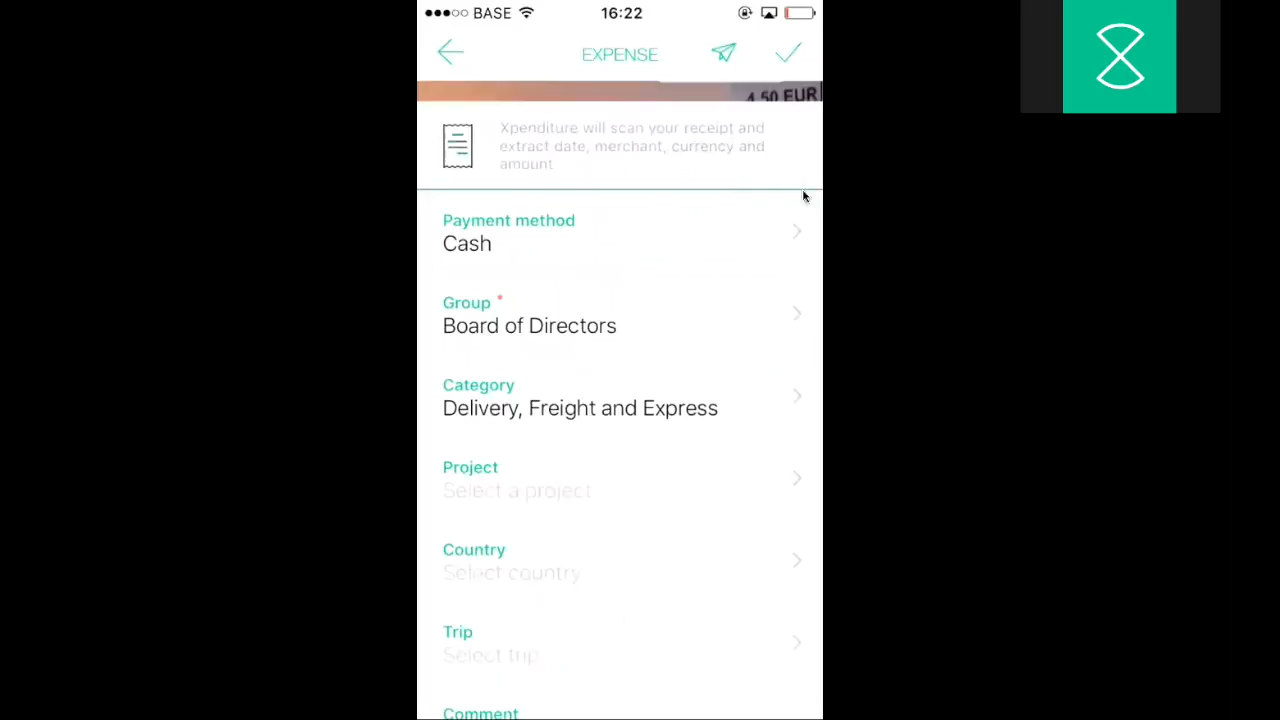 BASE 16:22
EXPENSE
4.50 EUR
Xpenditure will scan your receipt and
extract date, merchant, currency and
amount
Payment method
Cash
Group *
Board of Directors
Category
Delivery, Freight and Express
Project
Select a project
Country
Select country
Trip
Select trip
Comment